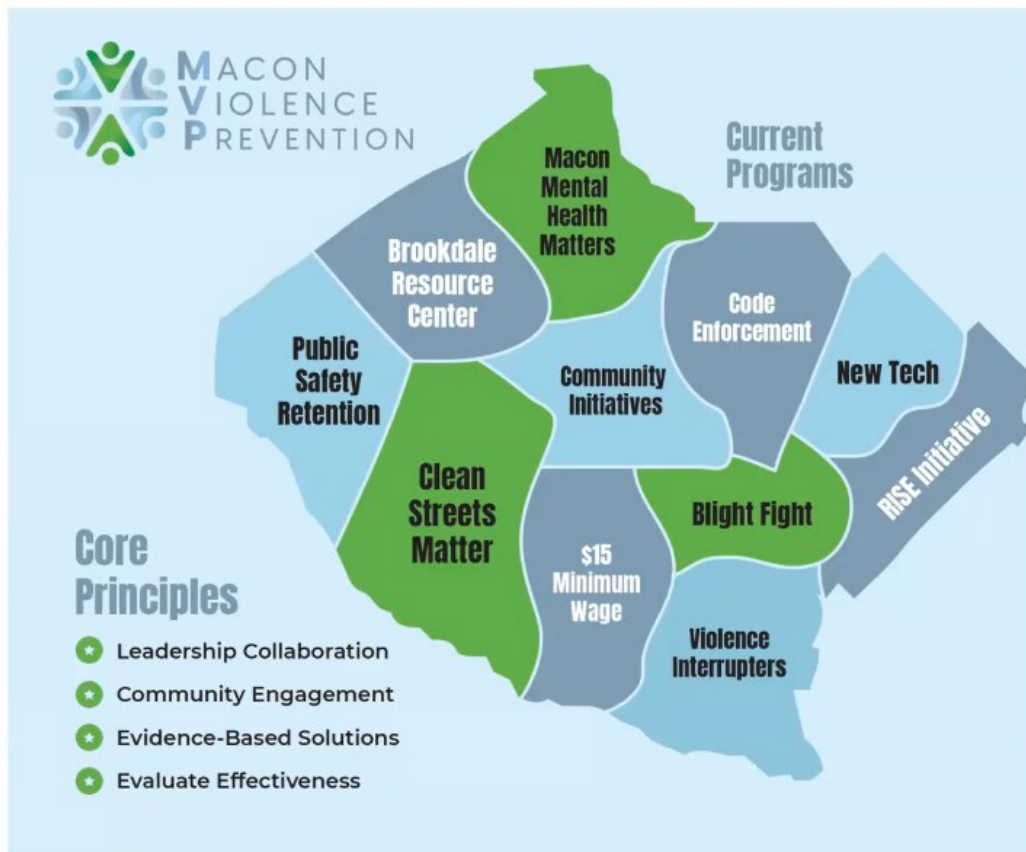 MACON
VIOLENCE
PREVENTION
Current
Programs
Macon
Mental
Health
Matters
Brookdale
Resource
Center
Code
Enforcement
Public
Safety
Retention
Community
Initiatives
New Tech
RISE Initiative
Clean
Streets
Matter
Blight Fight
$15
Minimum
Wage
Violence
Interrupters
Core
Principles
Leadership Collaboration
Community Engagement
Evidence-Based Solutions
Evaluate Effectiveness